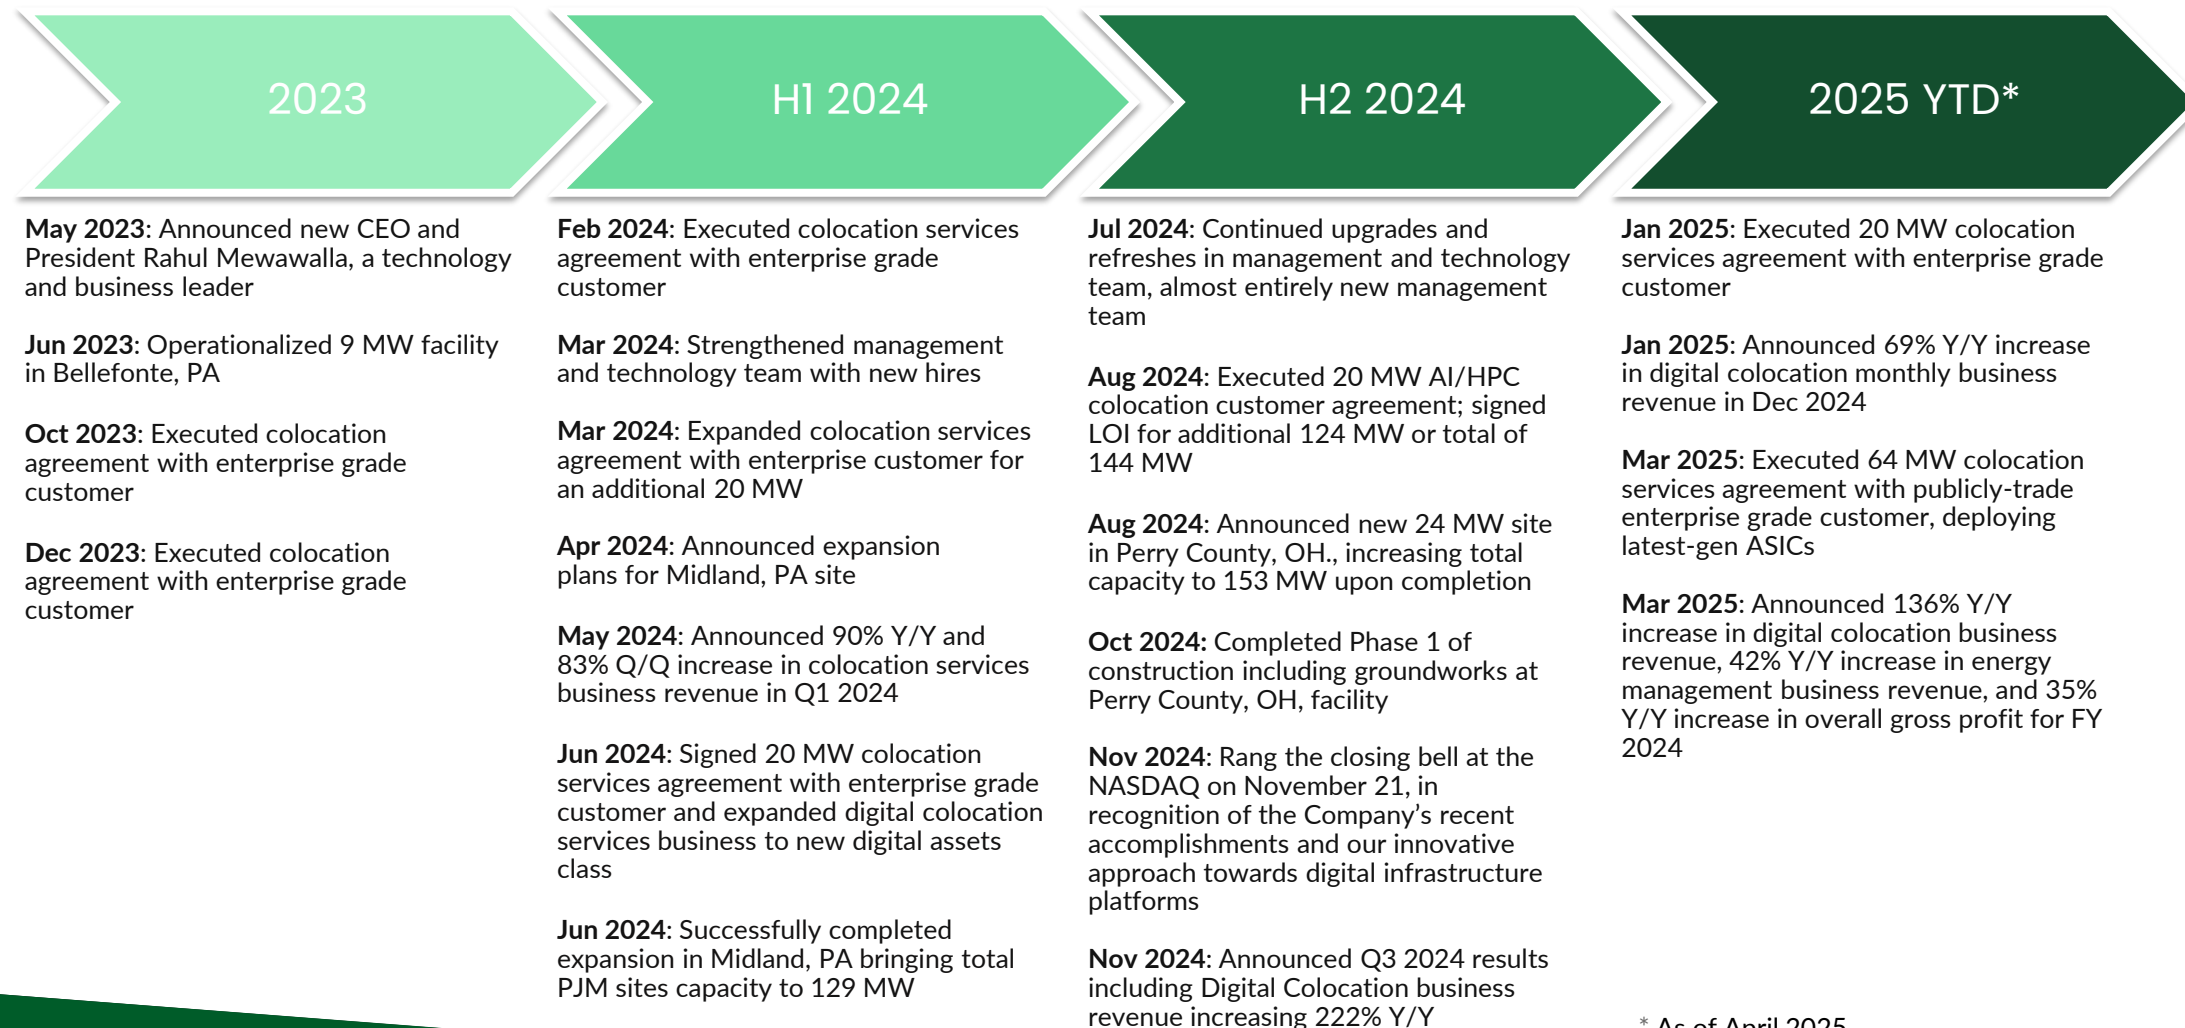 2023
May 2023: Announced new CEO and
President Rahul Mewawalla, a technology
and business leader
Jun 2023: Operationalized 9 MW facility
in Bellefonte, PA
Oct 2023: Executed colocation
agreement with enterprise grade
customer
Dec 2023: Executed colocation
agreement with enterprise grade
customer
H1 2024
Feb 2024: Executed colocation services
agreement with enterprise grade
customer
Mar 2024: Strengthened management
and technology team with new hires
Mar 2024: Expanded colocation services
agreement with enterprise customer for
an additional 20 MW
Apr 2024: Announced expansion
plans for Midland, PA site
May 2024: Announced 90% Y/Y and
83% Q/Q increase in colocation services
business revenue in Q1 2024
Jun 2024: Signed 20 MW colocation
services agreement with enterprise grade
customer and expanded digital colocation
services business to new digital assets
class
Jun 2024: Successfully completed
expansion in Midland, PA bringing total
PJM sites capacity to 129 MW
H2 2024
Jul 2024: Continued upgrades and
refreshes in management and technology
team, almost entirely new management
team
Aug 2024: Executed 20 MW AI/HPC
colocation customer agreement; signed
LOI for additional 124 MW or total of
144 MW
Aug 2024: Announced new 24 MW site
in Perry County, OH., increasing total
capacity to 153 MW upon completion
Oct 2024: Completed Phase 1 of
construction including groundworks at
Perry County, OH, facility
Nov 2024: Rang the closing bell at the
NASDAQ on November 21, in
recognition of the Company’s recent
accomplishments and our innovative
approach towards digital infrastructure
platforms
Nov 2024: Announced Q3 2024 results
including Digital Colocation business
revenue increasing 222% Y/Y
2025 YTD*
Jan 2025: Executed 20 MW colocation
services agreement with enterprise grade
customer
Jan 2025: Announced 69% Y/Y increase
in digital colocation monthly business
revenue in Dec 2024
Mar 2025: Executed 64 MW colocation
services agreement with publicly-trade
enterprise grade customer, deploying
latest-gen ASICs
Mar 2025: Announced 136% Y/Y
increase in digital colocation business
revenue, 42% Y/Y increase in energy
management business revenue, and 35%
Y/Y increase in overall gross profit for FY
2024
* As of April 2025